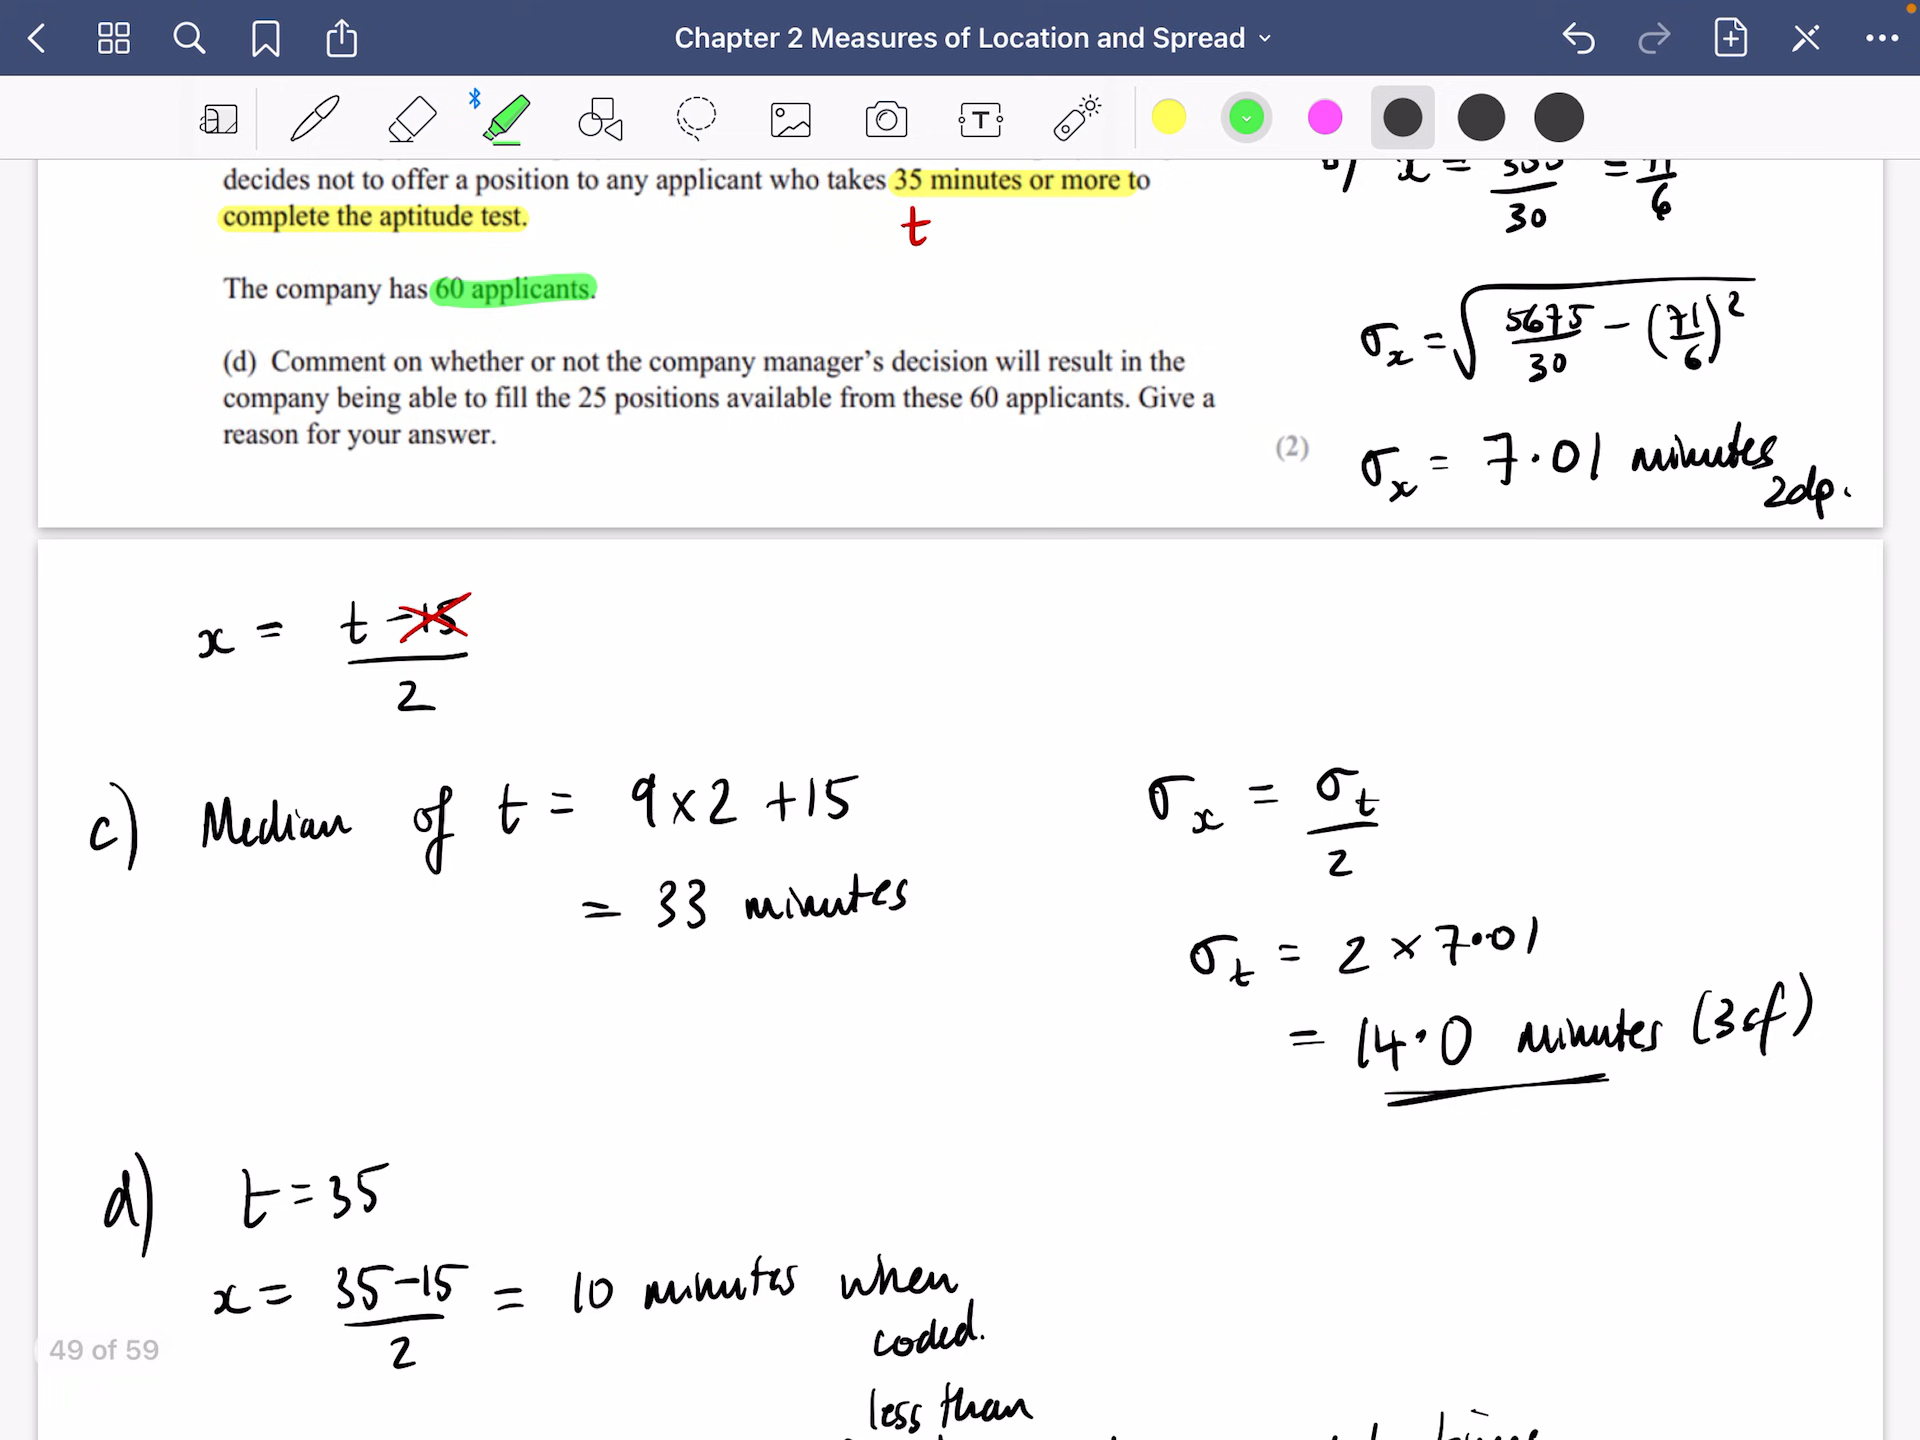 Chapter 2 Measures of Location and Spread
decides not to offer a position to any applicant who takes 35 minutes or more to
complete the aptitude test.
t
The company has 60 applicants.
(d) Comment on whether or not the company manager's decision will result in the
company being able to fill the 25 positions available from these 60 applicants. Give a
reason for your answer.
(2)
30
6
σx = √(5675/30 − (71/6)²)
σx = 7.01 minutes
2dp.
x = (t − 15)/2
c) Median of t = 9 × 2 + 15
= 33 minutes
σx = σt/2
σt = 2 × 7.01
= 14.0 minutes (3sf)
d) t = 35
x = (35−15)/2 = 10 minutes when
coded.
less than
time
49 of 59